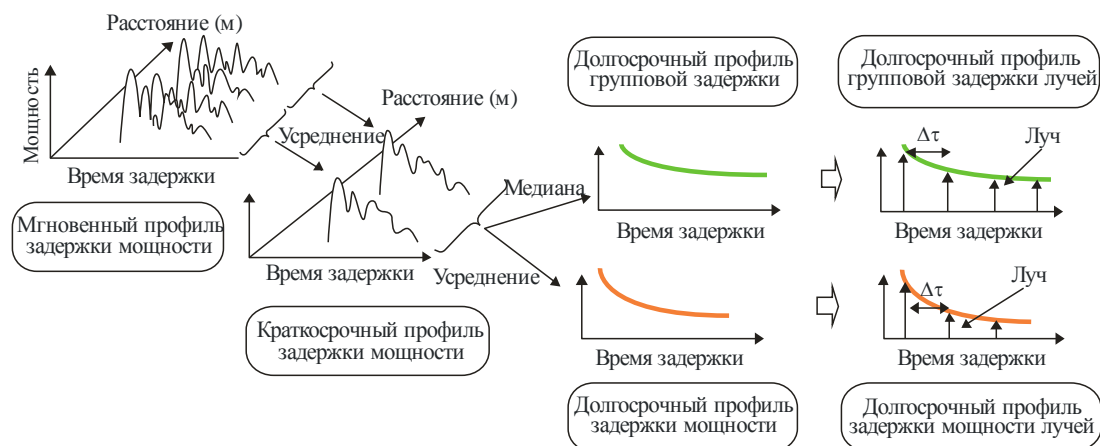 Расстояние (м)
Мощность
Время задержки
Мгновенный профиль
задержки мощности
Усреднение
Расстояние (м)
Время задержки
Краткосрочный профиль
задержки мощности
Медиана
Усреднение
Долгосрочный профиль
групповой задержки
Время задержки
Время задержки
Долгосрочный профиль
задержки мощности
Долгосрочный профиль
групповой задержки лучей
Δτ
Луч
Время задержки
Δτ
Луч
Время задержки
Долгосрочный профиль
задержки мощности лучей